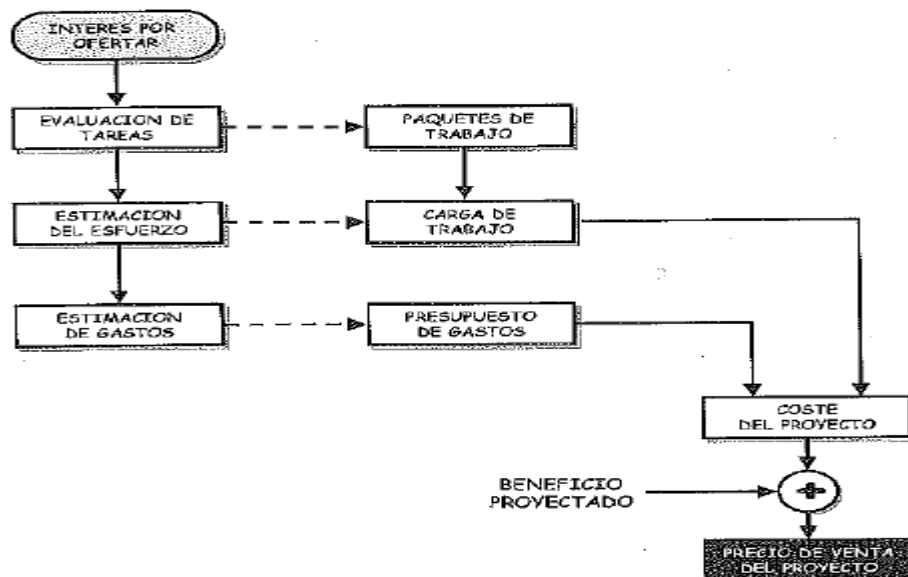 INTERES POR
OFERTAR
EVALUACION DE
TAREAS
PAQUETES DE
TRABAJO
ESTIMACION
DEL ESFUERZO
CARGA DE
TRABAJO
ESTIMACION
DE GASTOS
PRESUPUESTO
DE GASTOS
COSTE
DEL PROYECTO
BENEFICIO
PROYECTADO
+
PRECIO DE VENTA
DEL PROYECTO